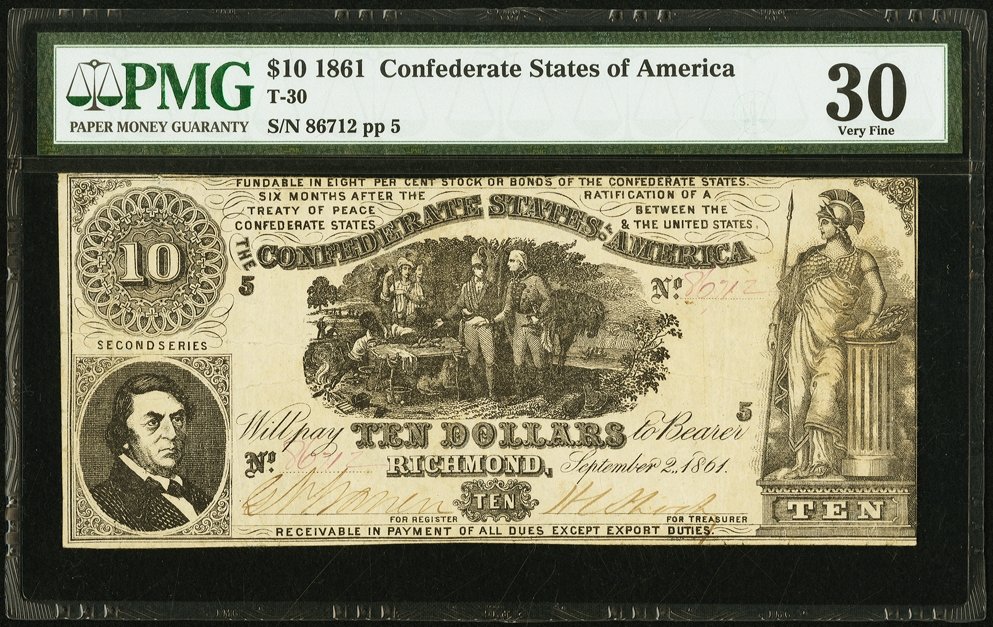 PMG
PAPER MONEY GUARANTY
$10 1861 Confederate States of America
T-30
S/N 86712 pp 5
30
Very Fine
FUNDABLE IN EIGHT PER CENT STOCK OR BONDS OF THE CONFEDERATE STATES.
SIX MONTHS AFTER THE RATIFICATION OF A
TREATY OF PEACE BETWEEN THE
CONFEDERATE STATES & THE UNITED STATES,
THE CONFEDERATE STATES OF AMERICA
10
5
No. 86712
SECOND SERIES
5
Will pay TEN DOLLARS to Bearer
No. 86712
RICHMOND, September 2, 1861.
TEN
TEN
FOR REGISTER
FOR TREASURER
RECEIVABLE IN PAYMENT OF ALL DUES EXCEPT EXPORT DUTIES.
PMG